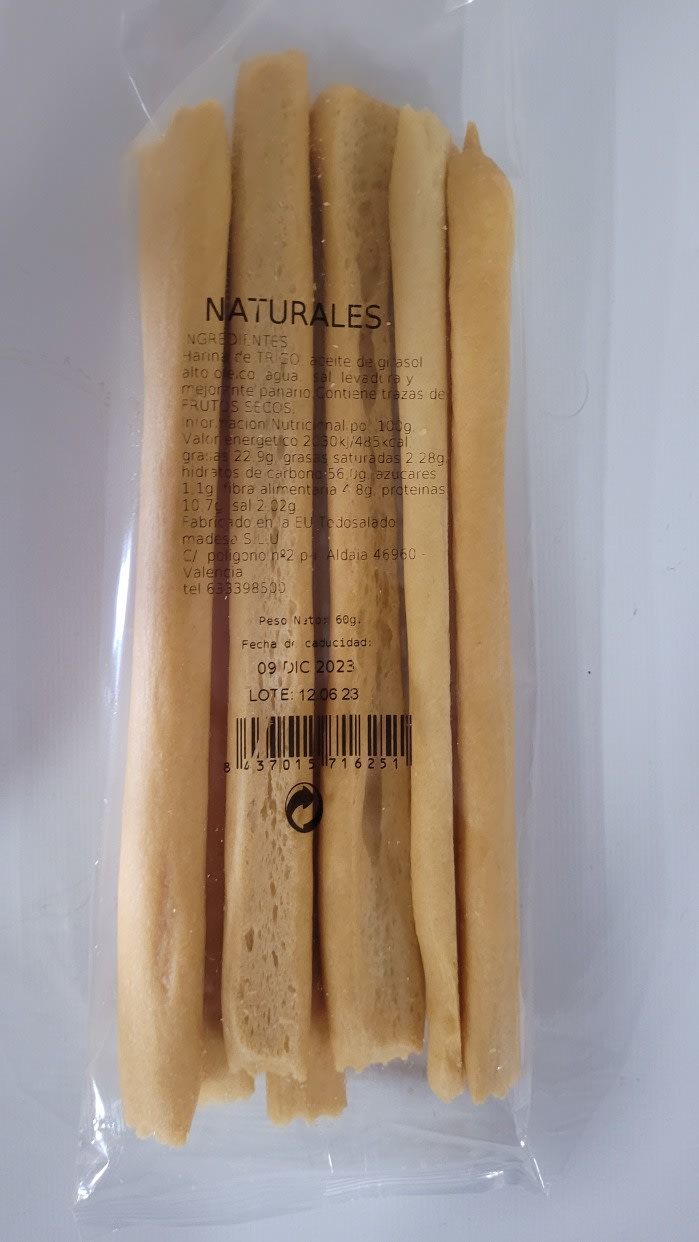 NATURALES
INGREDIENTES
Harina de TRIGO, aceite de girasol
alto oleico, agua, sal, levadura y
mejorante panario.Contiene trazas de
FRUTOS SECOS.
Informacion Nutricional por 100g
Valor energetico 2030kj/485kcal
grasas 22.9g, grasas saturadas 2.28g,
hidratos de carbono 56,0g, azucares
1,1g, fibra alimentaria 4.8g, proteinas
10.7g, sal 2.02g
Fabricado en la EU Todosalado
madesa S.L.U
C/ poligono nº2 Aldaia 46960 -
Valencia
tel 633398500
Peso Neto: 60g.
Fecha de caducidad:
09 DIC 2023
LOTE: 12.06 23
8 437015 716251